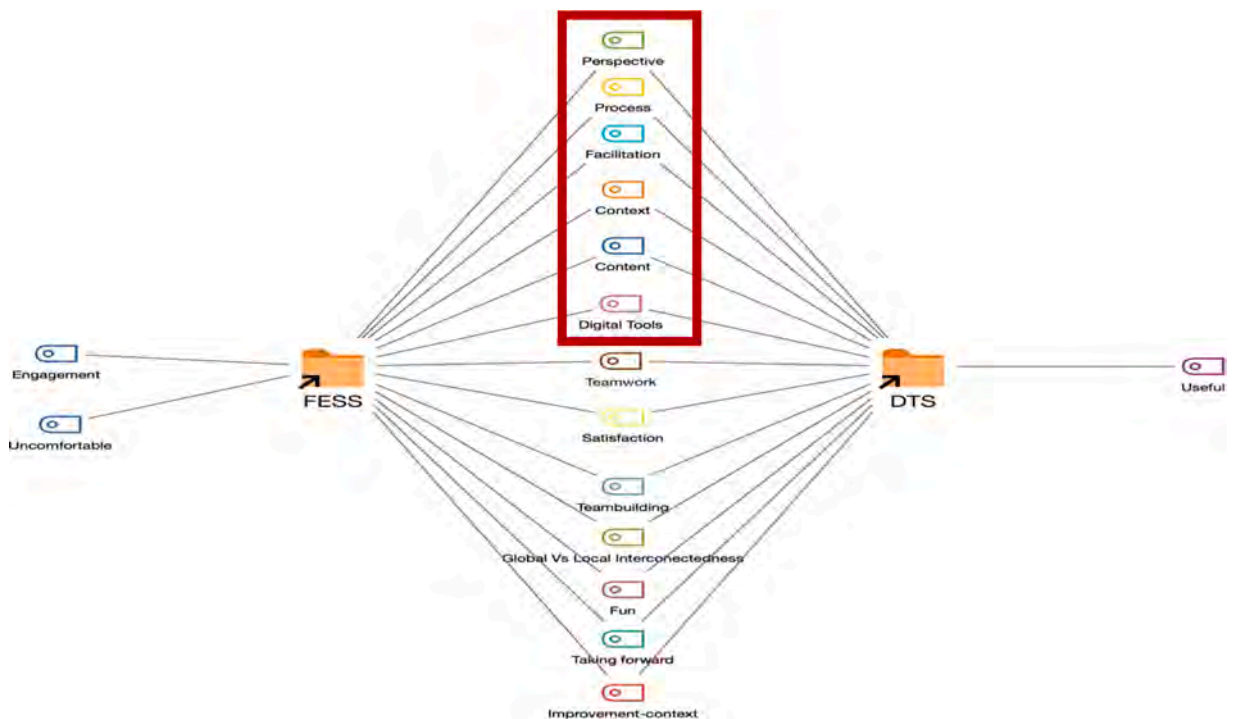 Perspective
Process
Facilitation
Context
Content
Digital Tools
Engagement
FESS
Teamwork
DTS
Useful
Uncomfortable
Satisfaction
Teambuilding
Global Vs Local Interconectedness
Fun
Taking forward
Improvement-context